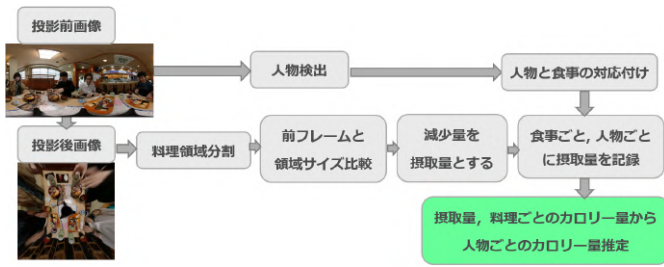 投影前画像
人物検出
人物と食事の対応付け
投影後画像
料理領域分割
前フレームと
領域サイズ比較
減少量を
摂取量とする
食事ごと, 人物ごと
に摂取量を記録
摂取量, 料理ごとのカロリー量から
人物ごとのカロリー量推定